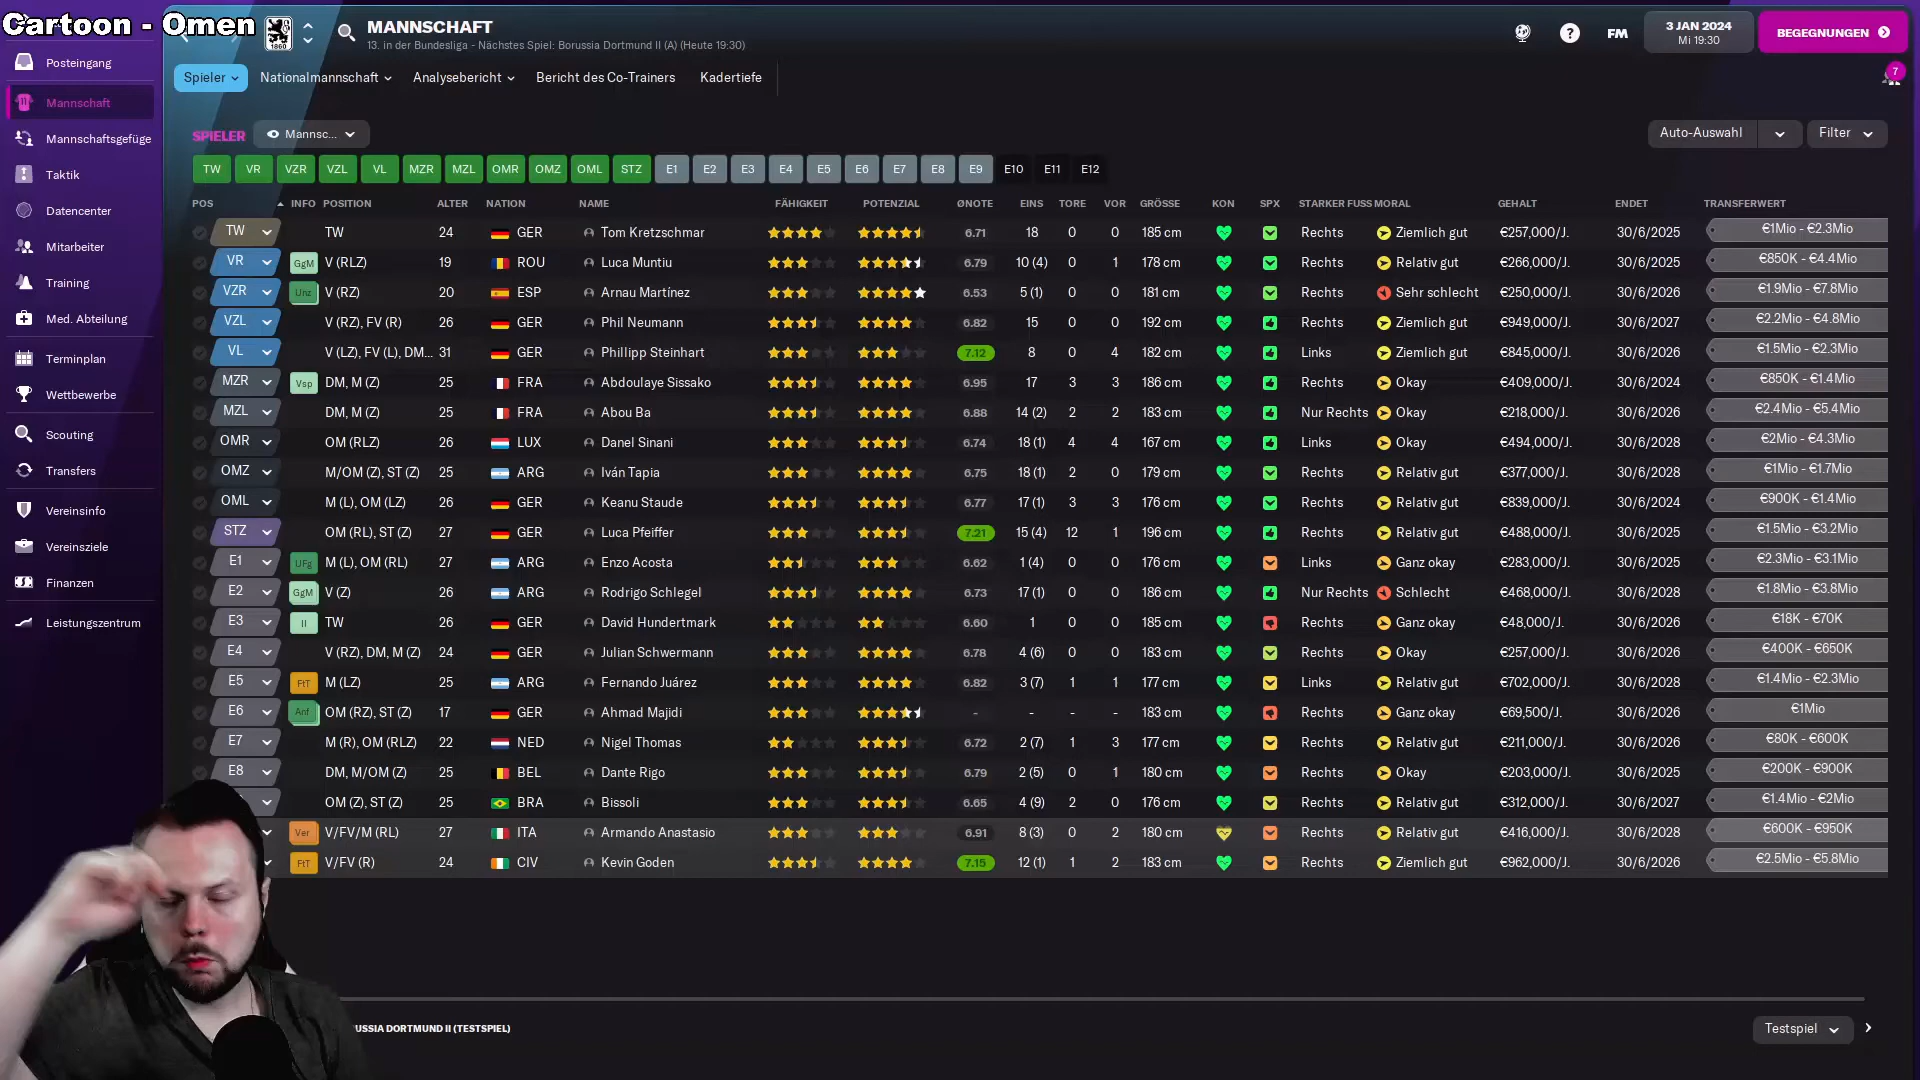 Cartoon - Omen
1860
MANNSCHAFT
13. in der Bundesliga - Nächstes Spiel: Borussia Dortmund II (A) (Heute 19:30)
FM
3 JAN 2024
Mi 19:30
BEGEGNUNGEN
7
Posteingang
Mannschaft
Mannschaftsgefüge
Taktik
Datencenter
Mitarbeiter
Training
Med. Abteilung
Terminplan
Wettbewerbe
Scouting
Transfers
Vereinsinfo
Vereinsziele
Finanzen
Leistungszentrum
Spieler
Nationalmannschaft
Analysebericht
Bericht des Co-Trainers
Kadertiefe
SPIELER Mannsc...
Auto-Auswahl
Filter
TW VR VZR VZL VL MZR MZL OMR OMZ OML STZ E1 E2 E3 E4 E5 E6 E7 E8 E9 E10 E11 E12
POS INFO POSITION ALTER NATION NAME FÄHIGKEIT POTENZIAL ØNOTE EINS TORE VOR GRÖSSE KON SPX STARKER FUSS MORAL GEHALT ENDET TRANSFERWERT
TW TW 24 GER Tom Kretzschmar 6.71 18 0 0 185 cm Rechts Ziemlich gut €257,000/J. 30/6/2025 €1Mio - €2.3Mio
VR GgM V (RLZ) 19 ROU Luca Muntiu 6.79 10 (4) 0 1 178 cm Rechts Relativ gut €266,000/J. 30/6/2025 €850K - €4.4Mio
VZR Unz V (RZ) 20 ESP Arnau Martínez 6.53 5 (1) 0 0 181 cm Rechts Sehr schlecht €250,000/J. 30/6/2026 €1.9Mio - €7.8Mio
VZL V (RZ), FV (R) 26 GER Phil Neumann 6.82 15 0 0 192 cm Rechts Ziemlich gut €949,000/J. 30/6/2027 €2.2Mio - €4.8Mio
VL V (LZ), FV (L), DM... 31 GER Phillipp Steinhart 7.12 8 0 4 182 cm Links Ziemlich gut €845,000/J. 30/6/2026 €1.5Mio - €2.3Mio
MZR Vsp DM, M (Z) 25 FRA Abdoulaye Sissako 6.95 17 3 3 186 cm Rechts Okay €409,000/J. 30/6/2024 €850K - €1.4Mio
MZL DM, M (Z) 25 FRA Abou Ba 6.88 14 (2) 2 2 183 cm Nur Rechts Okay €218,000/J. 30/6/2026 €2.4Mio - €5.4Mio
OMR OM (RLZ) 26 LUX Danel Sinani 6.74 18 (1) 4 4 167 cm Links Okay €494,000/J. 30/6/2028 €2Mio - €4.3Mio
OMZ M/OM (Z), ST (Z) 25 ARG Iván Tapia 6.75 18 (1) 2 0 179 cm Rechts Relativ gut €377,000/J. 30/6/2028 €1Mio - €1.7Mio
OML M (L), OM (LZ) 26 GER Keanu Staude 6.77 17 (1) 3 3 176 cm Rechts Relativ gut €839,000/J. 30/6/2024 €900K - €1.4Mio
STZ OM (RL), ST (Z) 27 GER Luca Pfeiffer 7.21 15 (4) 12 1 196 cm Rechts Relativ gut €488,000/J. 30/6/2025 €1.5Mio - €3.2Mio
E1 UFg M (L), OM (RL) 27 ARG Enzo Acosta 6.62 1 (4) 0 0 176 cm Links Ganz okay €283,000/J. 30/6/2025 €2.3Mio - €3.1Mio
E2 GgM V (Z) 26 ARG Rodrigo Schlegel 6.73 17 (1) 0 0 186 cm Nur Rechts Schlecht €468,000/J. 30/6/2028 €1.8Mio - €3.8Mio
E3 II TW 26 GER David Hundertmark 6.60 1 0 0 185 cm Rechts Ganz okay €48,000/J. 30/6/2026 €18K - €70K
E4 V (RZ), DM, M (Z) 24 GER Julian Schwermann 6.78 4 (6) 0 0 183 cm Rechts Okay €257,000/J. 30/6/2026 €400K - €650K
E5 FtT M (LZ) 25 ARG Fernando Juárez 6.82 3 (7) 1 1 177 cm Links Relativ gut €702,000/J. 30/6/2028 €1.4Mio - €2.3Mio
E6 Anf OM (RZ), ST (Z) 17 GER Ahmad Majidi - - - - 183 cm Rechts Ganz okay €69,500/J. 30/6/2026 €1Mio
E7 M (R), OM (RLZ) 22 NED Nigel Thomas 6.72 2 (7) 1 3 177 cm Rechts Relativ gut €211,000/J. 30/6/2026 €80K - €600K
E8 DM, M/OM (Z) 25 BEL Dante Rigo 6.79 2 (5) 0 1 180 cm Rechts Okay €203,000/J. 30/6/2025 €200K - €900K
OM (Z), ST (Z) 25 BRA Bissoli 6.65 4 (9) 2 0 176 cm Rechts Relativ gut €312,000/J. 30/6/2027 €1.4Mio - €2Mio
Ver V/FV/M (RL) 27 ITA Armando Anastasio 6.91 8 (3) 0 2 180 cm Rechts Relativ gut €416,000/J. 30/6/2028 €600K - €950K
FtT V/FV (R) 24 CIV Kevin Goden 7.15 12 (1) 1 2 183 cm Rechts Ziemlich gut €962,000/J. 30/6/2026 €2.5Mio - €5.8Mio
USSIA DORTMUND II (TESTSPIEL)
Testspiel